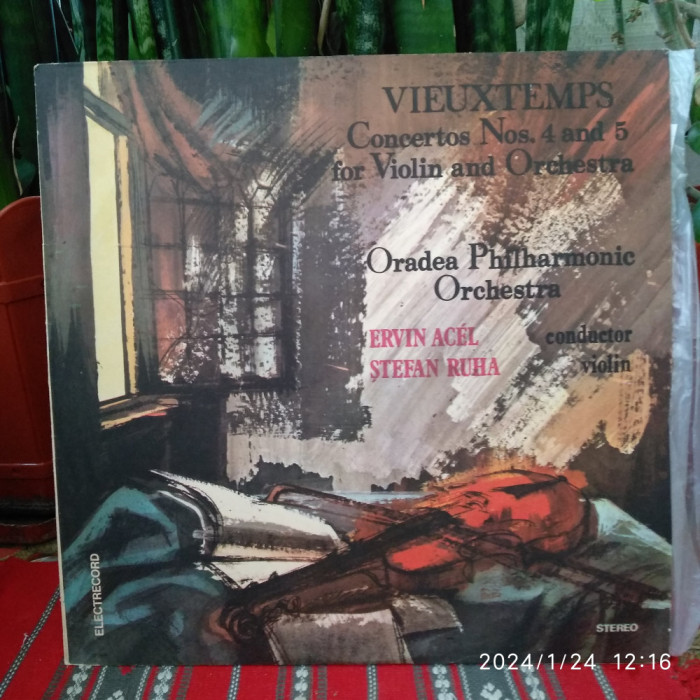 VIEUXTEMPS
Concertos Nos. 4 and 5
for Violin and Orchestra
Oradea Philharmonic
Orchestra
ERVIN ACÉL conductor
ȘTEFAN RUHA violin
ELECTRECORD
STEREO
2024/1/24 12:16